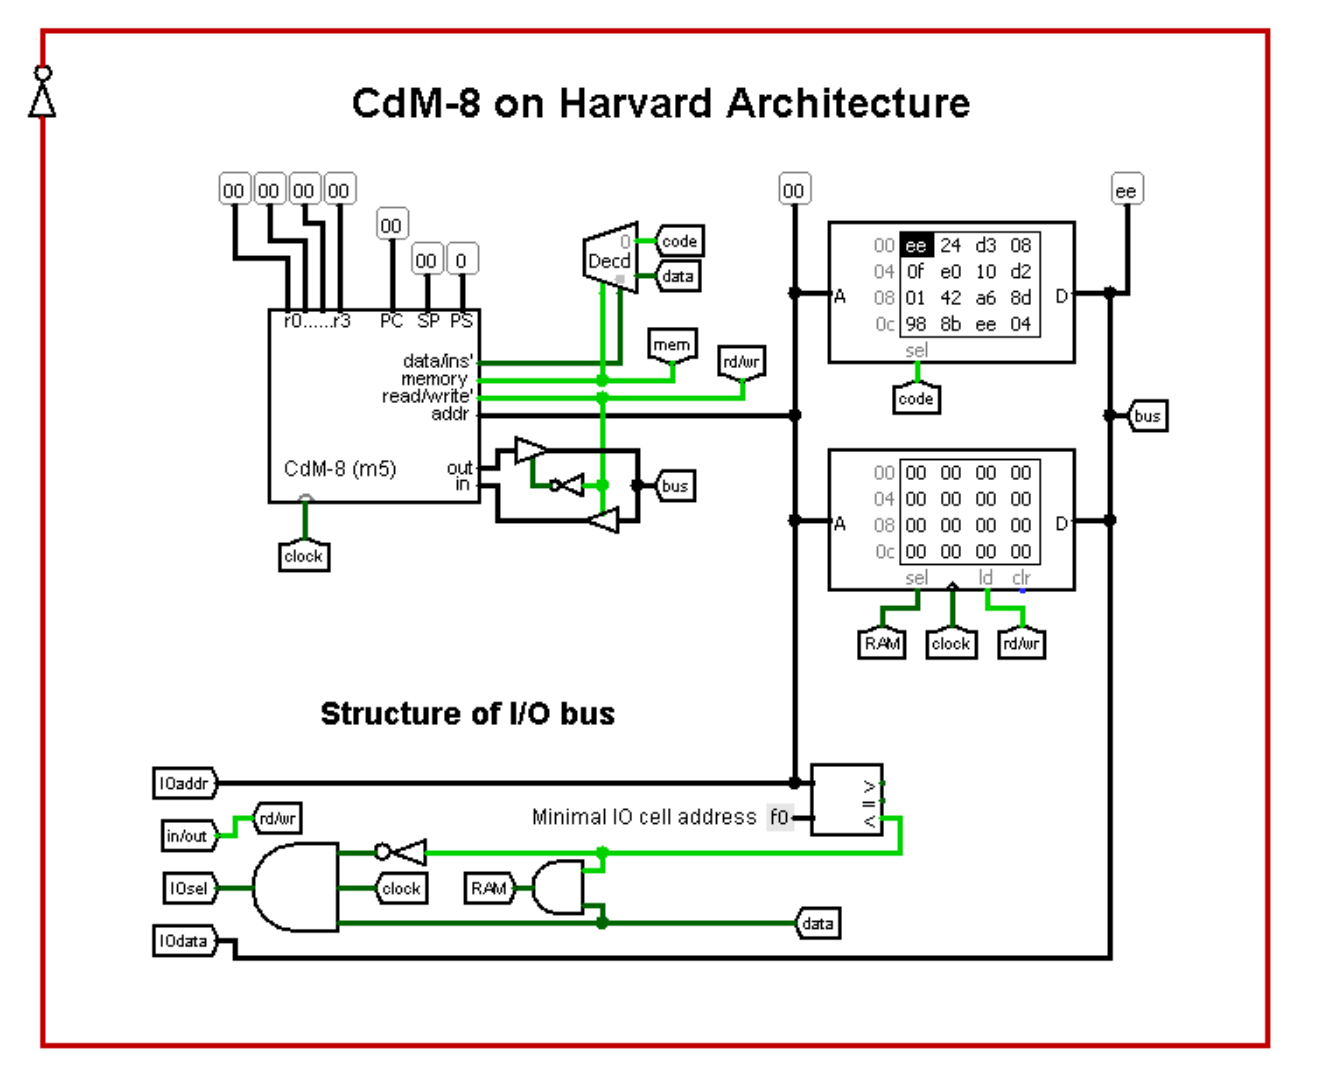 CdM-8 on Harvard Architecture
00 00 00 00
00
00 0
r0......r3 PC SP PS
data/ins'
memory
read/write'
addr
CdM-8 (m5)
out
in
clock
0
Decd
code
data
mem
rd/wr
bus
00
ee
00 ee 24 d3 08
04 0f e0 10 d2
08 01 42 a6 8d
0c 98 8b ee 04
A
D
sel
code
bus
00 00 00 00 00
04 00 00 00 00
08 00 00 00 00
0c 00 00 00 00
A
D
sel ld clr
RAM clock rd/wr
Structure of I/O bus
IOaddr
Minimal IO cell address f0
>
=
<
in/out
rd/wr
IOsel
clock
RAM
data
IOdata